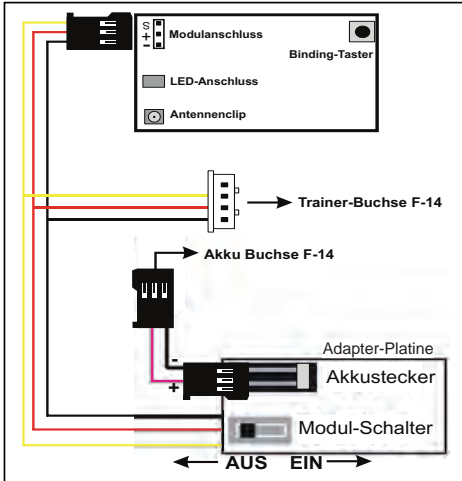 S
+
-
Modulanschluss
Binding-Taster
LED-Anschluss
Antennenclip
Trainer-Buchse F-14
Akku Buchse F-14
Adapter-Platine
-
+
Akkustecker
Modul-Schalter
AUS EIN